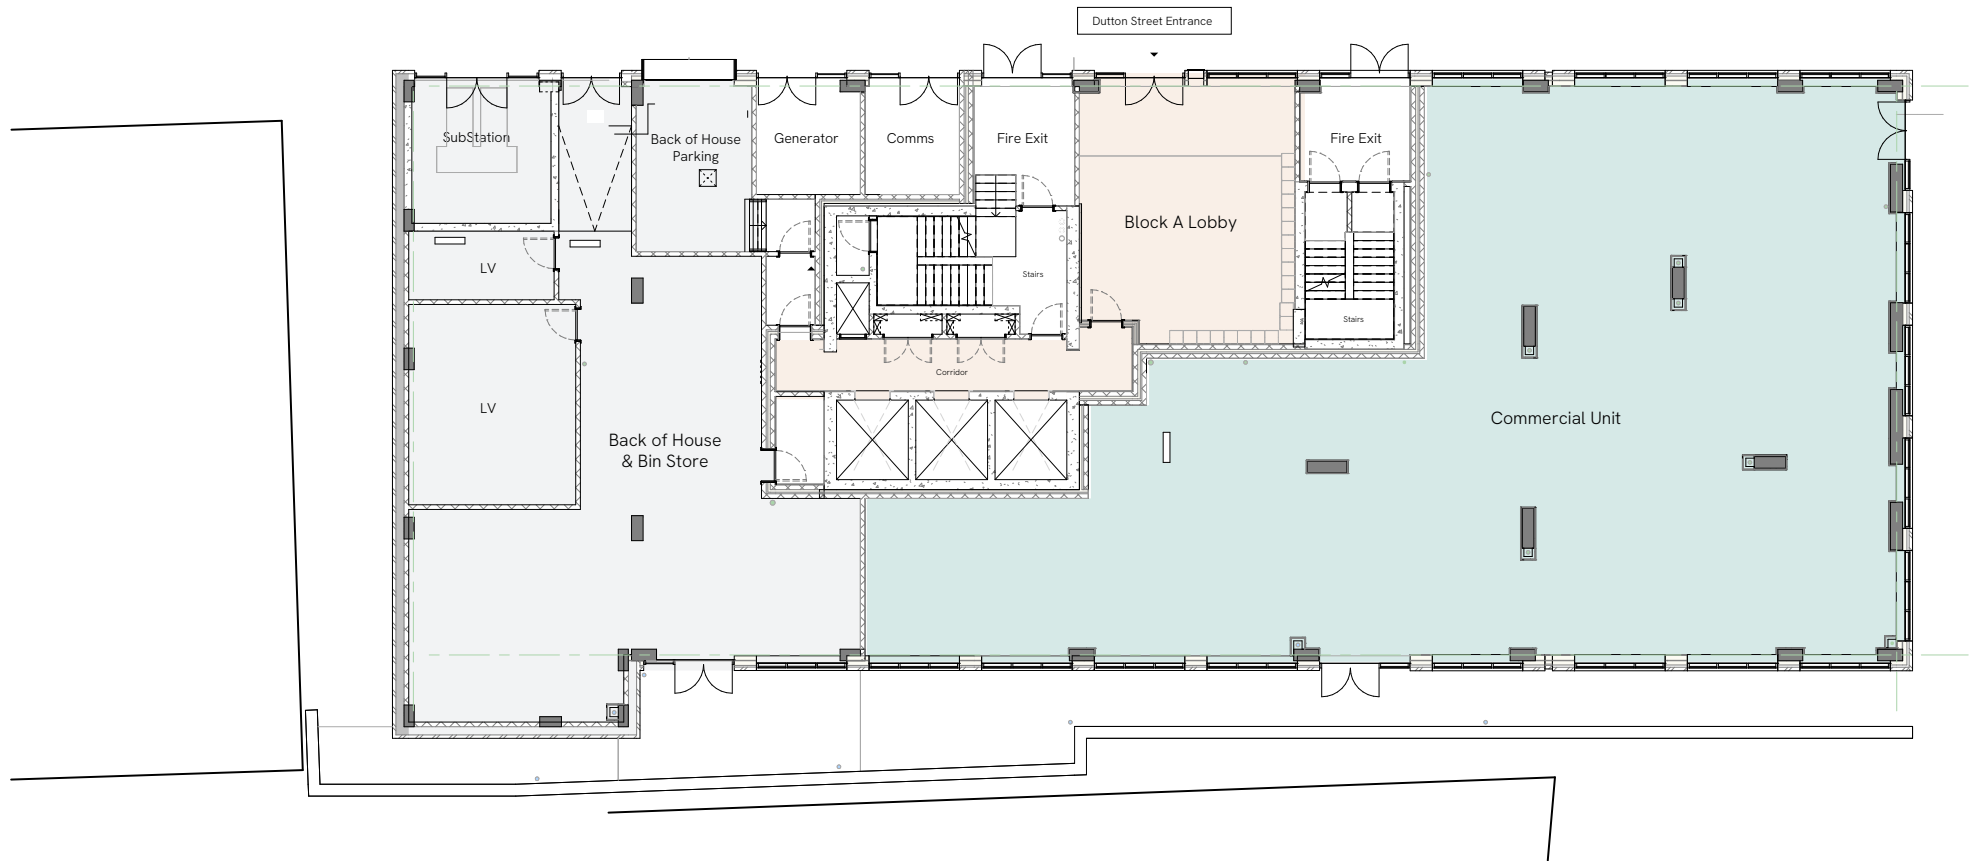 Dutton Street Entrance
SubStation
Back of House
Parking
Generator
Comms
Fire Exit
Fire Exit
Block A Lobby
LV
Stairs
Stairs
Corridor
LV
Back of House
& Bin Store
Commercial Unit